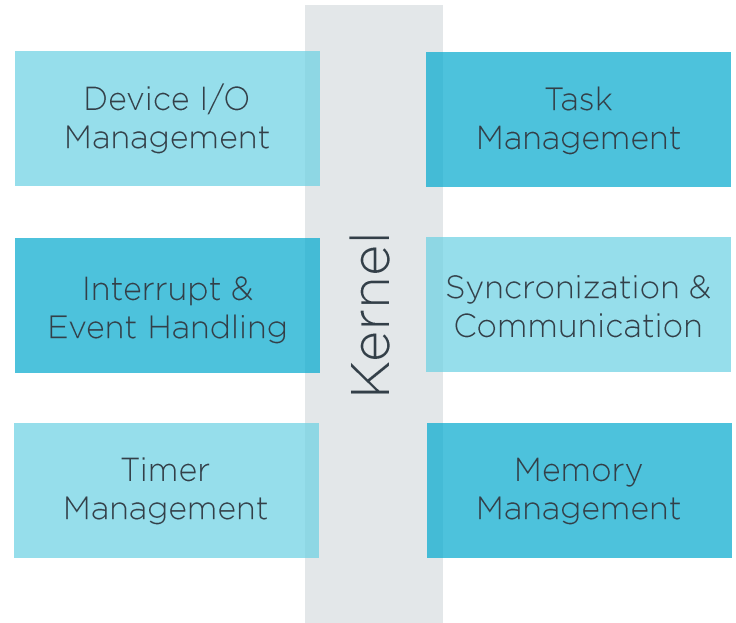 Device I/O
Management
Task
Management
Interrupt &
Event Handling
Kernel
Syncronization &
Communication
Timer
Management
Memory
Management